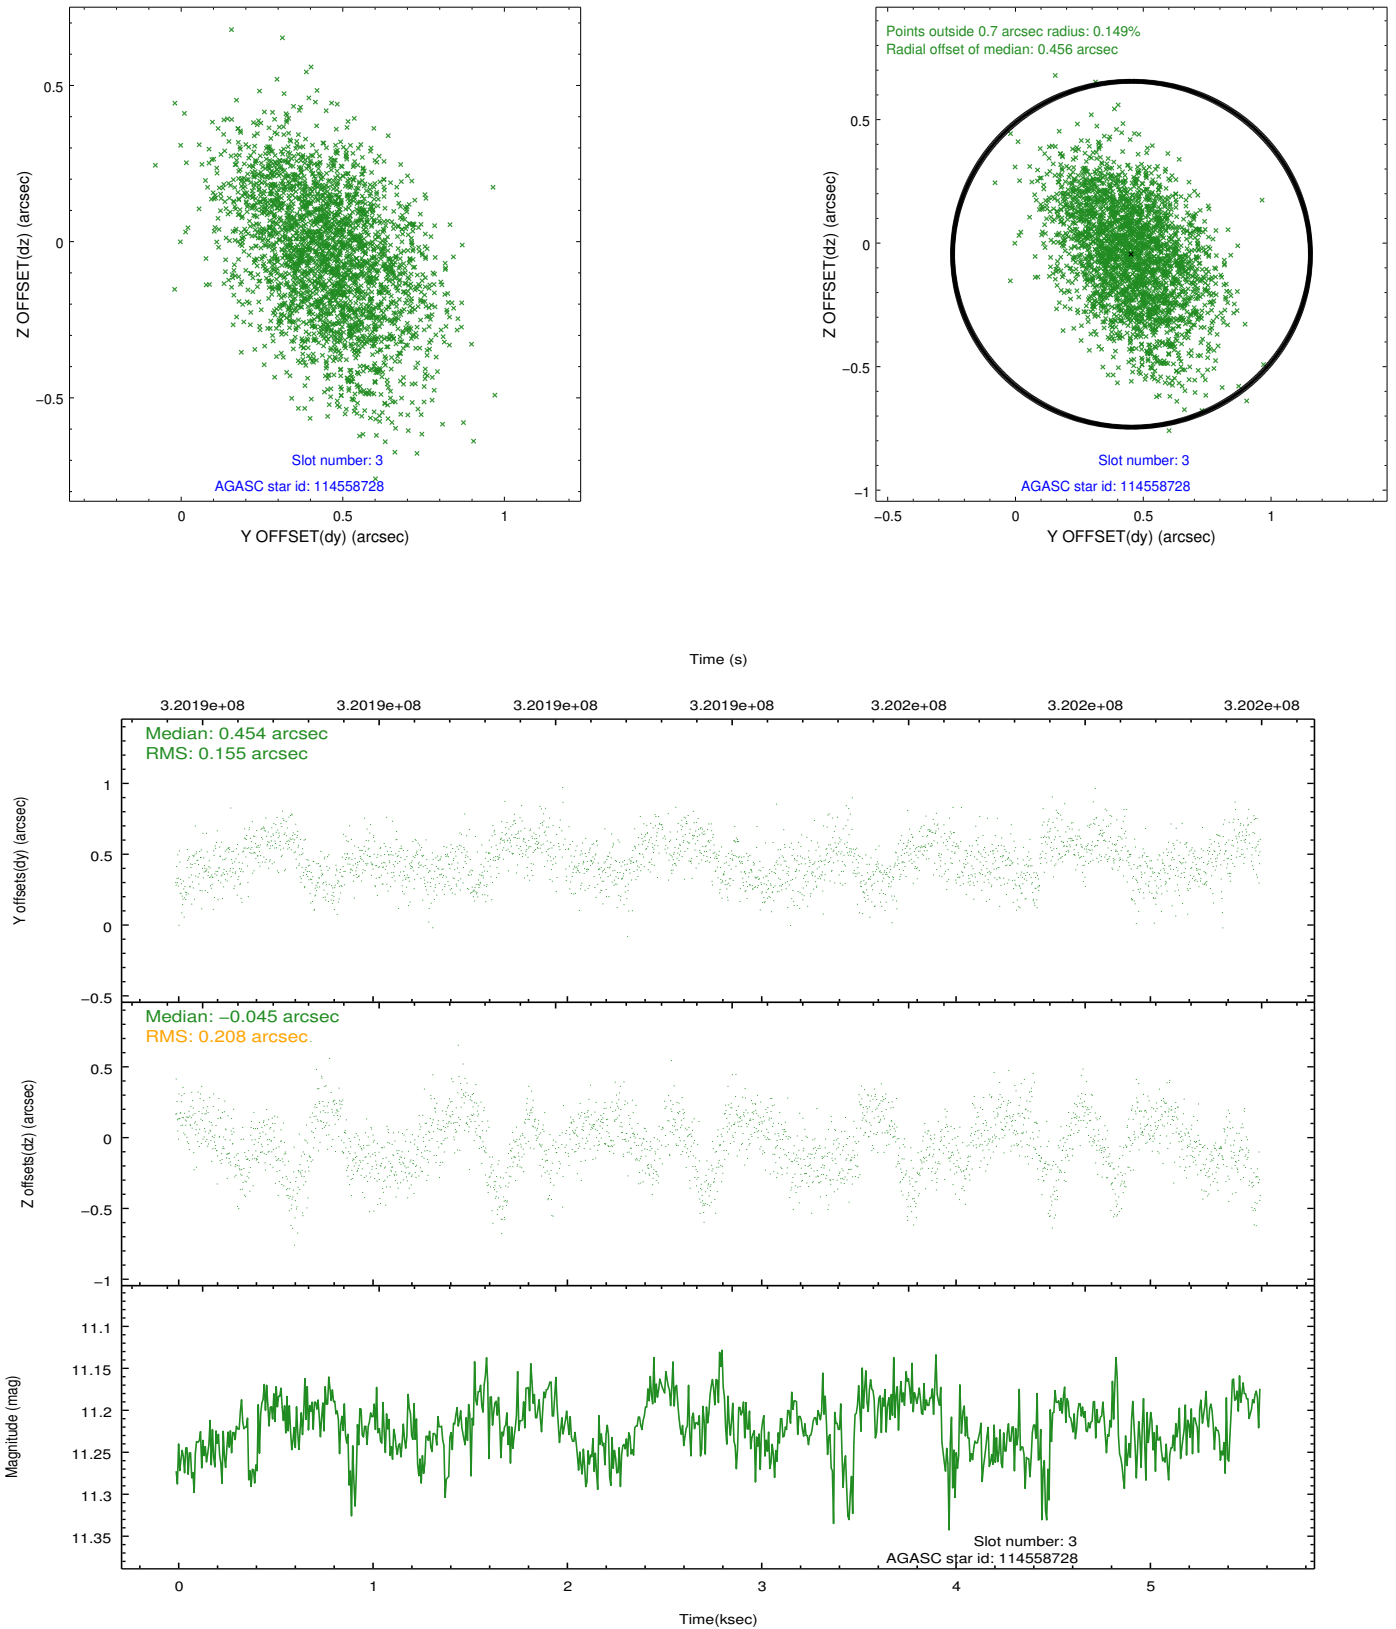 0.5
0
−0.5
Z OFFSET(dz) (arcsec)
Slot number: 3
AGASC star id: 114558728
0 0.5 1
Y OFFSET(dy) (arcsec)
Points outside 0.7 arcsec radius: 0.149%
Radial offset of median: 0.456 arcsec
0.5
0
−0.5
−1
Z OFFSET(dz) (arcsec)
Slot number: 3
AGASC star id: 114558728
−0.5 0 0.5 1
Y OFFSET(dy) (arcsec)
Time (s)
3.2019e+08 3.2019e+08 3.2019e+08 3.2019e+08 3.202e+08 3.202e+08 3.202e+08
Median: 0.454 arcsec
RMS: 0.155 arcsec
1
0.5
0
−0.5
Y offsets(dy) (arcsec)
Median: −0.045 arcsec
RMS: 0.208 arcsec
0.5
0
−0.5
−1
Z offsets(dz) (arcsec)
11.1
11.15
11.2
11.25
11.3
11.35
Magnitude (mag)
Slot number: 3
AGASC star id: 114558728
0 1 2 3 4 5
Time(ksec)